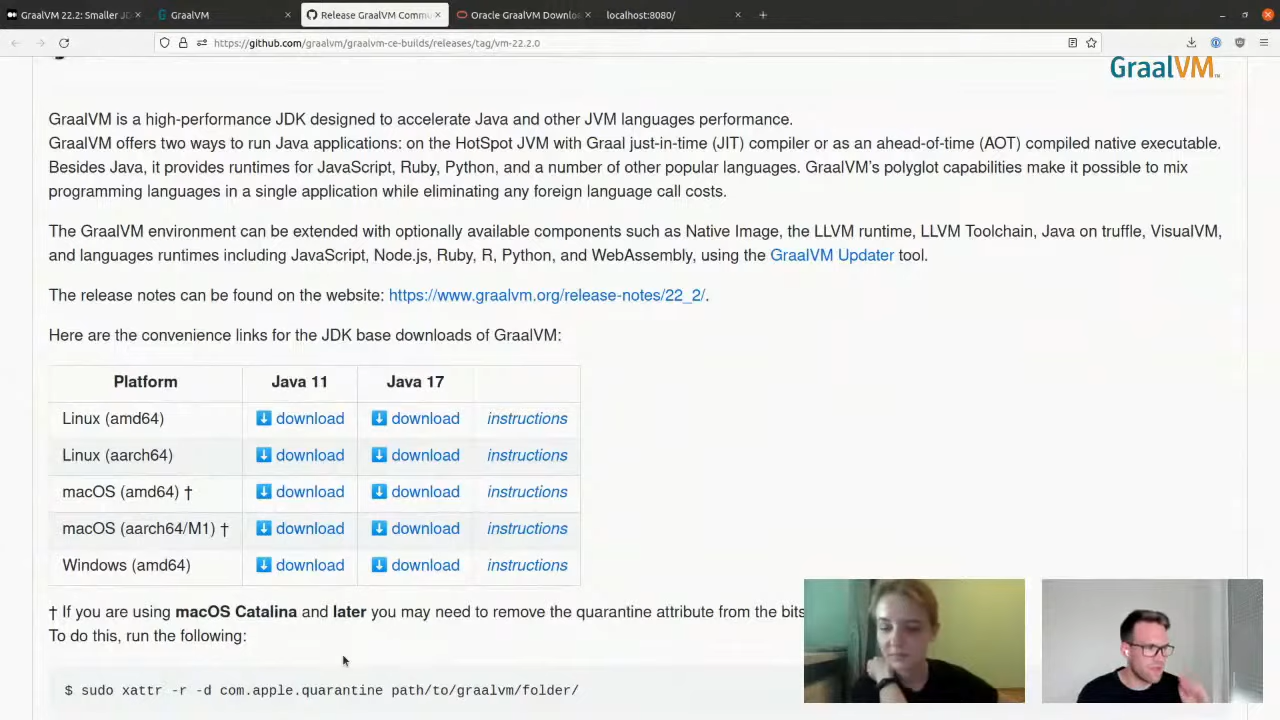 GraalVM 22.2: Smaller JD
GraalVM
Release GraalVM Commu
Oracle GraalVM Downloa
localhost:8080/
https://github.com/graalvm/graalvm-ce-builds/releases/tag/vm-22.2.0
GraalVM
GraalVM is a high-performance JDK designed to accelerate Java and other JVM languages performance.
GraalVM offers two ways to run Java applications: on the HotSpot JVM with Graal just-in-time (JIT) compiler or as an ahead-of-time (AOT) compiled native executable.
Besides Java, it provides runtimes for JavaScript, Ruby, Python, and a number of other popular languages. GraalVM's polyglot capabilities make it possible to mix
programming languages in a single application while eliminating any foreign language call costs.
The GraalVM environment can be extended with optionally available components such as Native Image, the LLVM runtime, LLVM Toolchain, Java on truffle, VisualVM,
and languages runtimes including JavaScript, Node.js, Ruby, R, Python, and WebAssembly, using the GraalVM Updater tool.
The release notes can be found on the website: https://www.graalvm.org/release-notes/22_2/.
Here are the convenience links for the JDK base downloads of GraalVM:
Platform Java 11 Java 17
Linux (amd64) ⬇️ download ⬇️ download instructions
Linux (aarch64) ⬇️ download ⬇️ download instructions
macOS (amd64) † ⬇️ download ⬇️ download instructions
macOS (aarch64/M1) † ⬇️ download ⬇️ download instructions
Windows (amd64) ⬇️ download ⬇️ download instructions
† If you are using macOS Catalina and later you may need to remove the quarantine attribute from the bits
To do this, run the following:
$ sudo xattr -r -d com.apple.quarantine path/to/graalvm/folder/